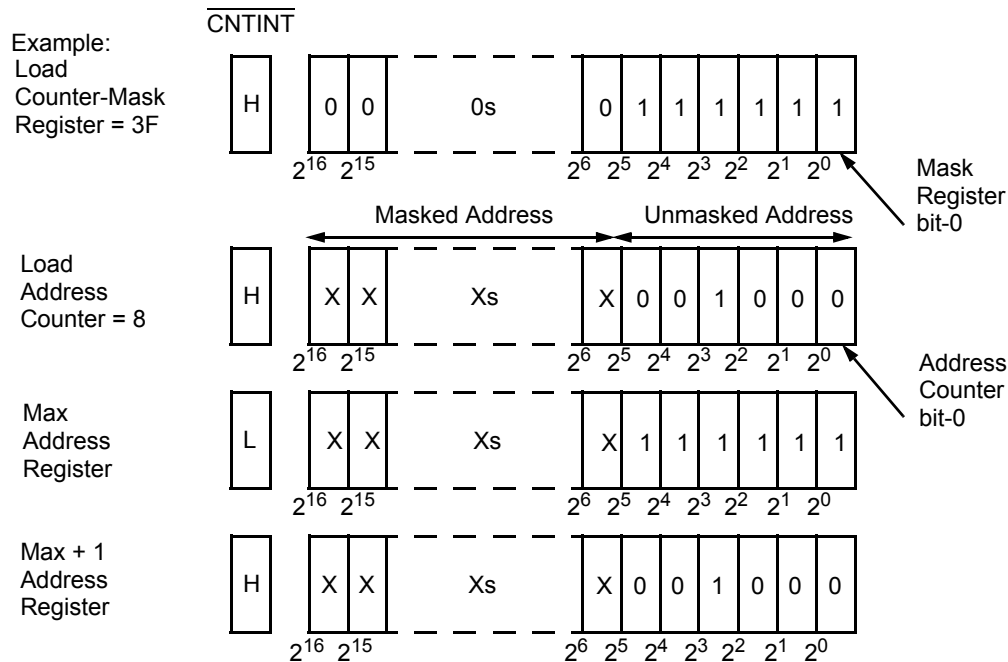 CNTINT
Example:
Load
Counter-Mask
Register = 3F
H
0 0 0s 0 1 1 1 1 1 1
2^16 2^15 2^6 2^5 2^4 2^3 2^2 2^1 2^0
Mask
Register
bit-0
Masked Address Unmasked Address
Load
Address
Counter = 8
H
X X Xs X 0 0 1 0 0 0
2^16 2^15 2^6 2^5 2^4 2^3 2^2 2^1 2^0
Address
Counter
bit-0
Max
Address
Register
L
X X Xs X 1 1 1 1 1 1
2^16 2^15 2^6 2^5 2^4 2^3 2^2 2^1 2^0
Max + 1
Address
Register
H
X X Xs X 0 0 1 0 0 0
2^16 2^15 2^6 2^5 2^4 2^3 2^2 2^1 2^0